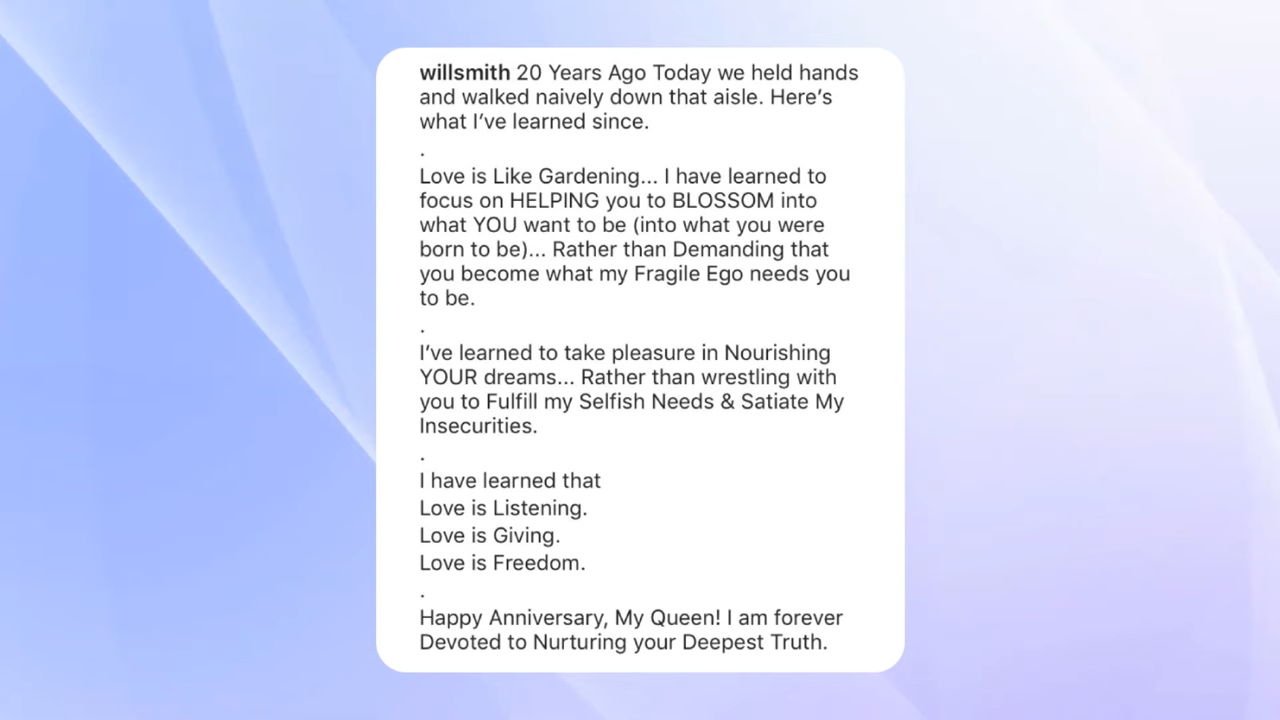 willsmith 20 Years Ago Today we held hands
and walked naively down that aisle. Here’s
what I’ve learned since.
.
Love is Like Gardening... I have learned to
focus on HELPING you to BLOSSOM into
what YOU want to be (into what you were
born to be)... Rather than Demanding that
you become what my Fragile Ego needs you
to be.
.
I’ve learned to take pleasure in Nourishing
YOUR dreams... Rather than wrestling with
you to Fulfill my Selfish Needs & Satiate My
Insecurities.
.
I have learned that
Love is Listening.
Love is Giving.
Love is Freedom.
.
Happy Anniversary, My Queen! I am forever
Devoted to Nurturing your Deepest Truth.